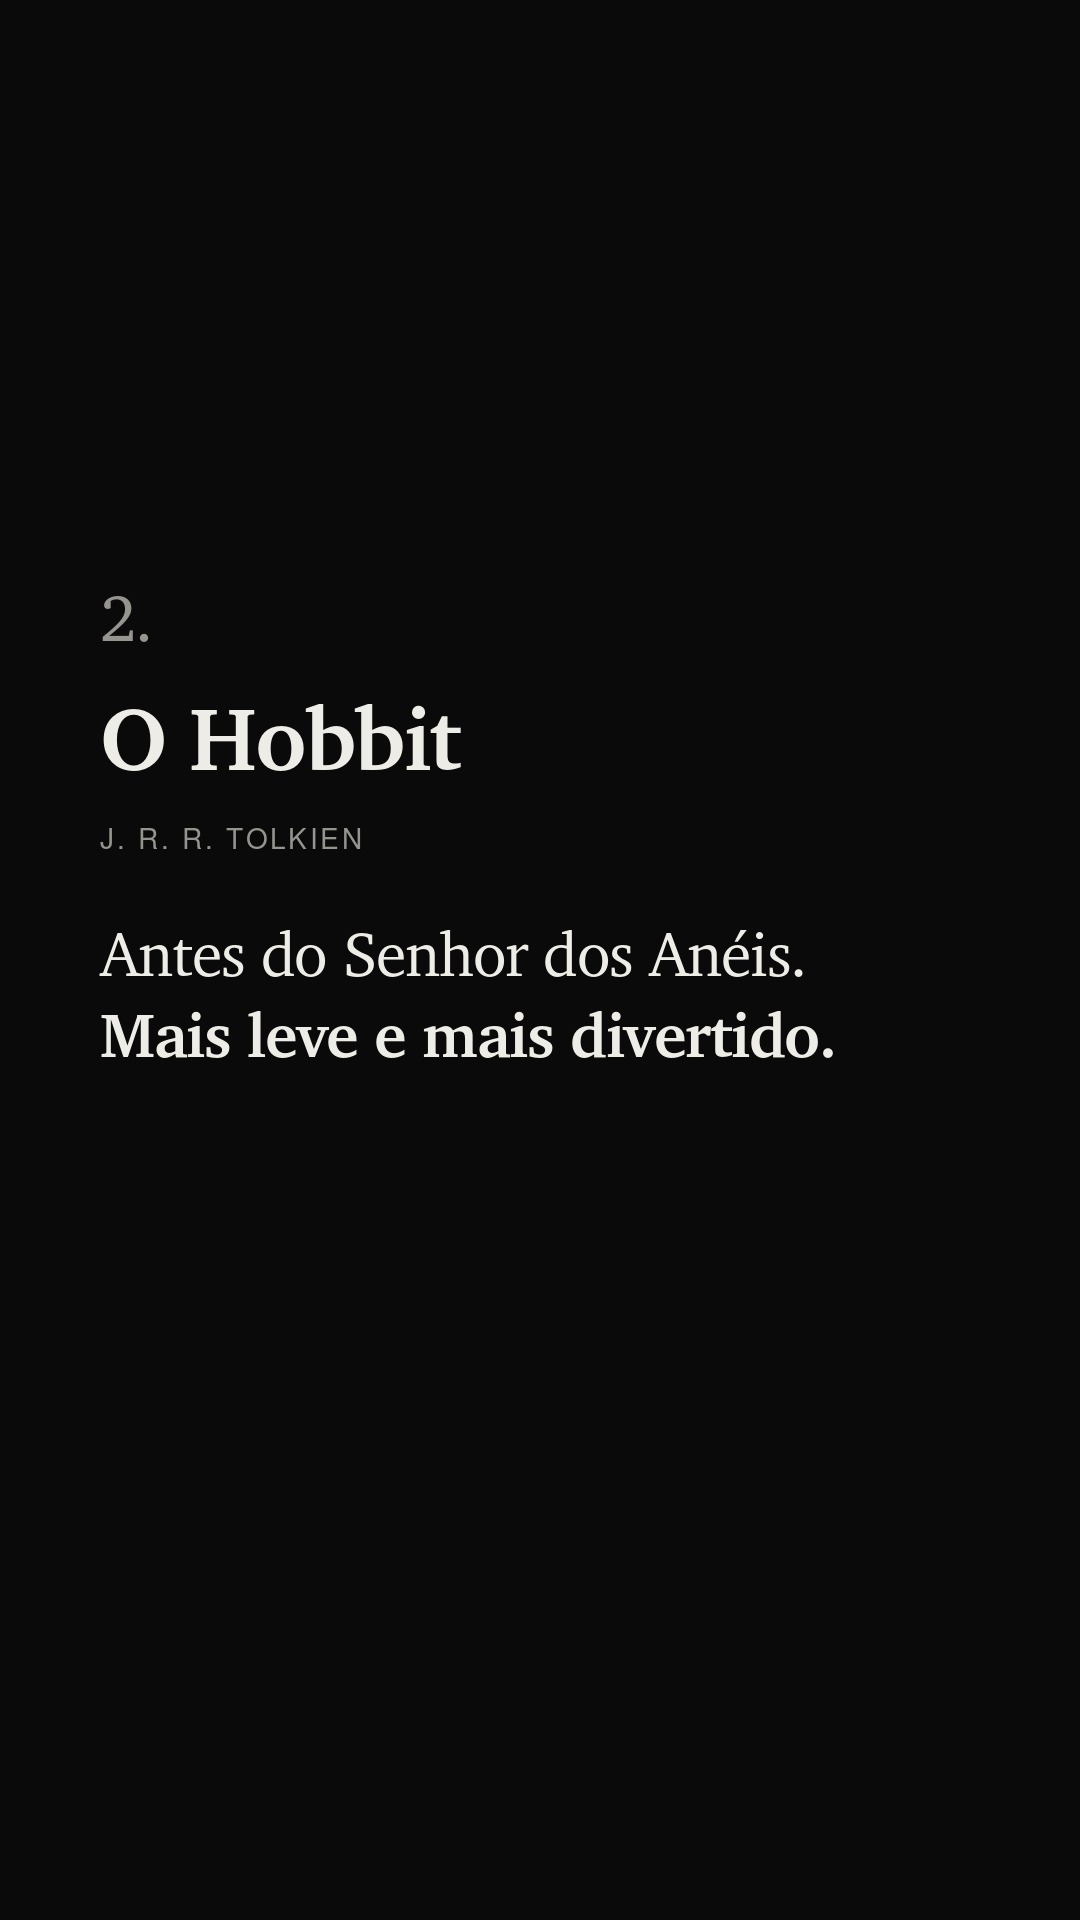 2.
O Hobbit
J. R. R. TOLKIEN
Antes do Senhor dos Anéis.
Mais leve e mais divertido.